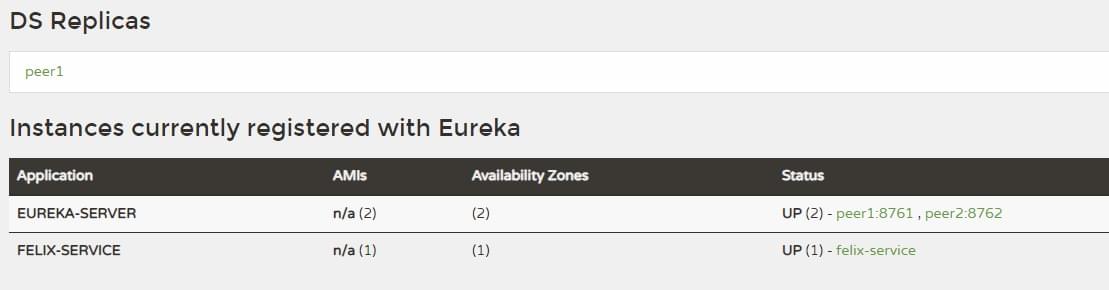 DS Replicas
peer1
Instances currently registered with Eureka
Application AMIs Availability Zones Status
EUREKA-SERVER n/a (2) (2) UP (2) - peer1:8761 , peer2:8762
FELIX-SERVICE n/a (1) (1) UP (1) - felix-service